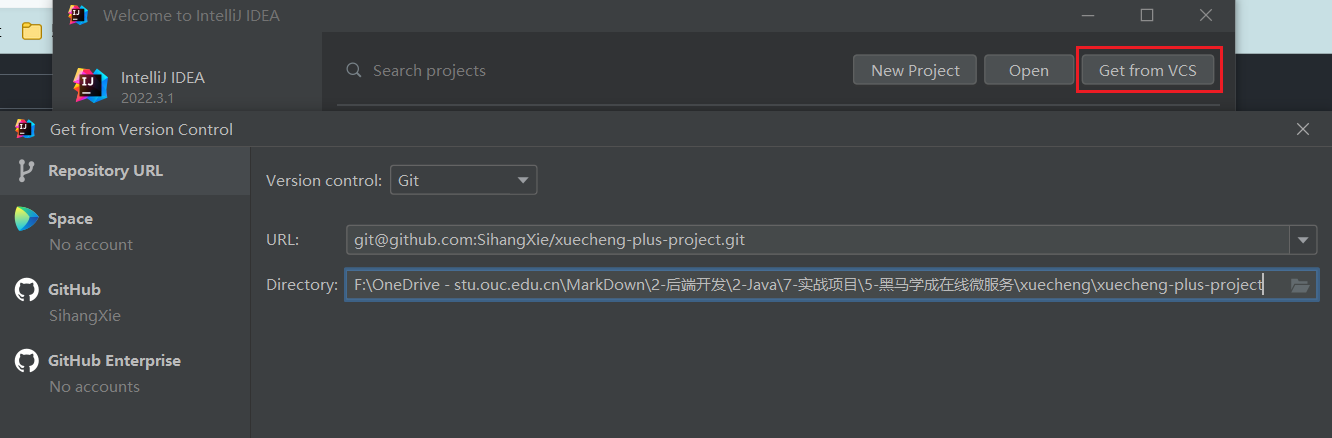 Welcome to IntelliJ IDEA
IntelliJ IDEA
2022.3.1
Search projects
New Project
Open
Get from VCS
Get from Version Control
Repository URL
Space
No account
GitHub
SihangXie
GitHub Enterprise
No accounts
Version control: Git
URL: git@github.com:SihangXie/xuecheng-plus-project.git
Directory: F:\OneDrive - stu.ouc.edu.cn\MarkDown\2-后端开发\2-Java\7-实战项目\5-黑马学成在线微服务\xuecheng\xuecheng-plus-project